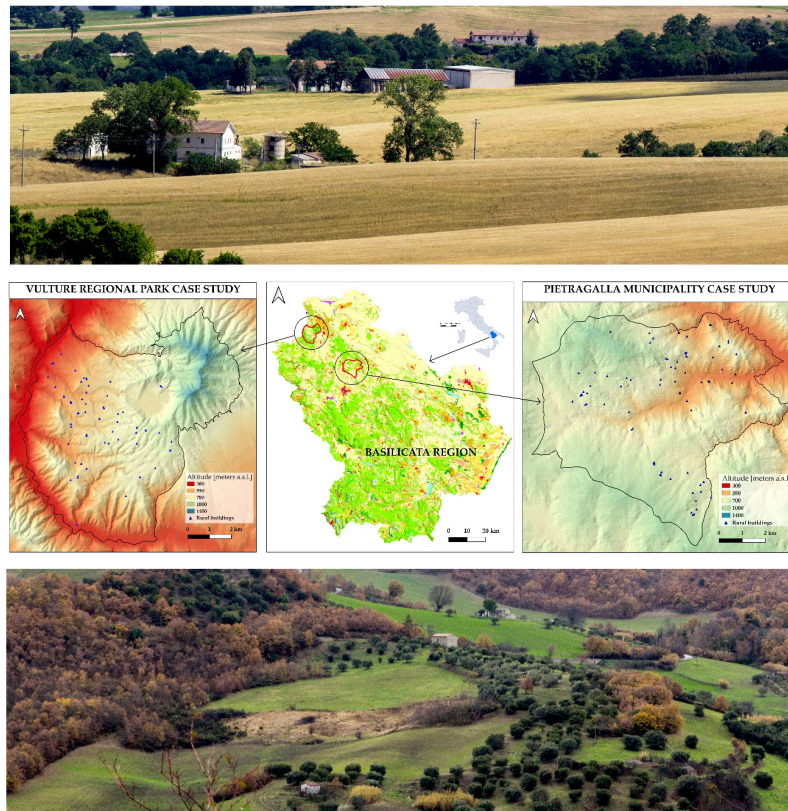 VULTURE REGIONAL PARK CASE STUDY
Altitude [meters a.s.l.]
300
550
700
1000
1400
Rural buildings
0 1 2 km
BASILICATA REGION
0 10 20 km
PIETRAGALLA MUNICIPALITY CASE STUDY
Altitude [meters a.s.l.]
300
550
700
1000
1400
Rural buildings
0 1 2 km